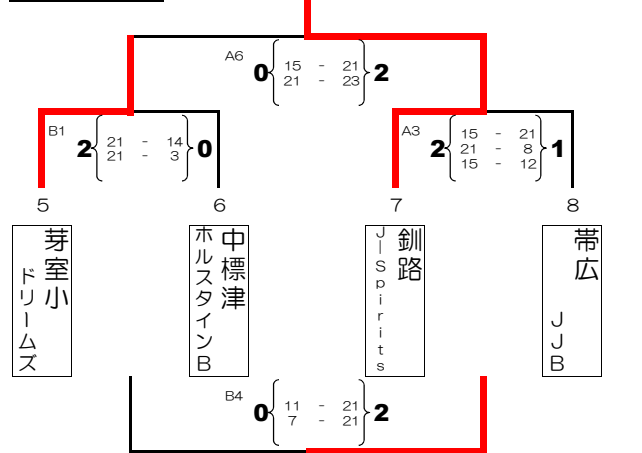 A6
0 15 - 21 2
21 - 23
B1
2 21 - 14 0
21 - 3
A3
2 15 - 21 1
21 - 8
15 - 12
5 6 7 8
芽室小
ドリームズ
中標津
ホルスタインB
釧路
J－Spirits
帯広
JJB
B4
0 11 - 21 2
7 - 21